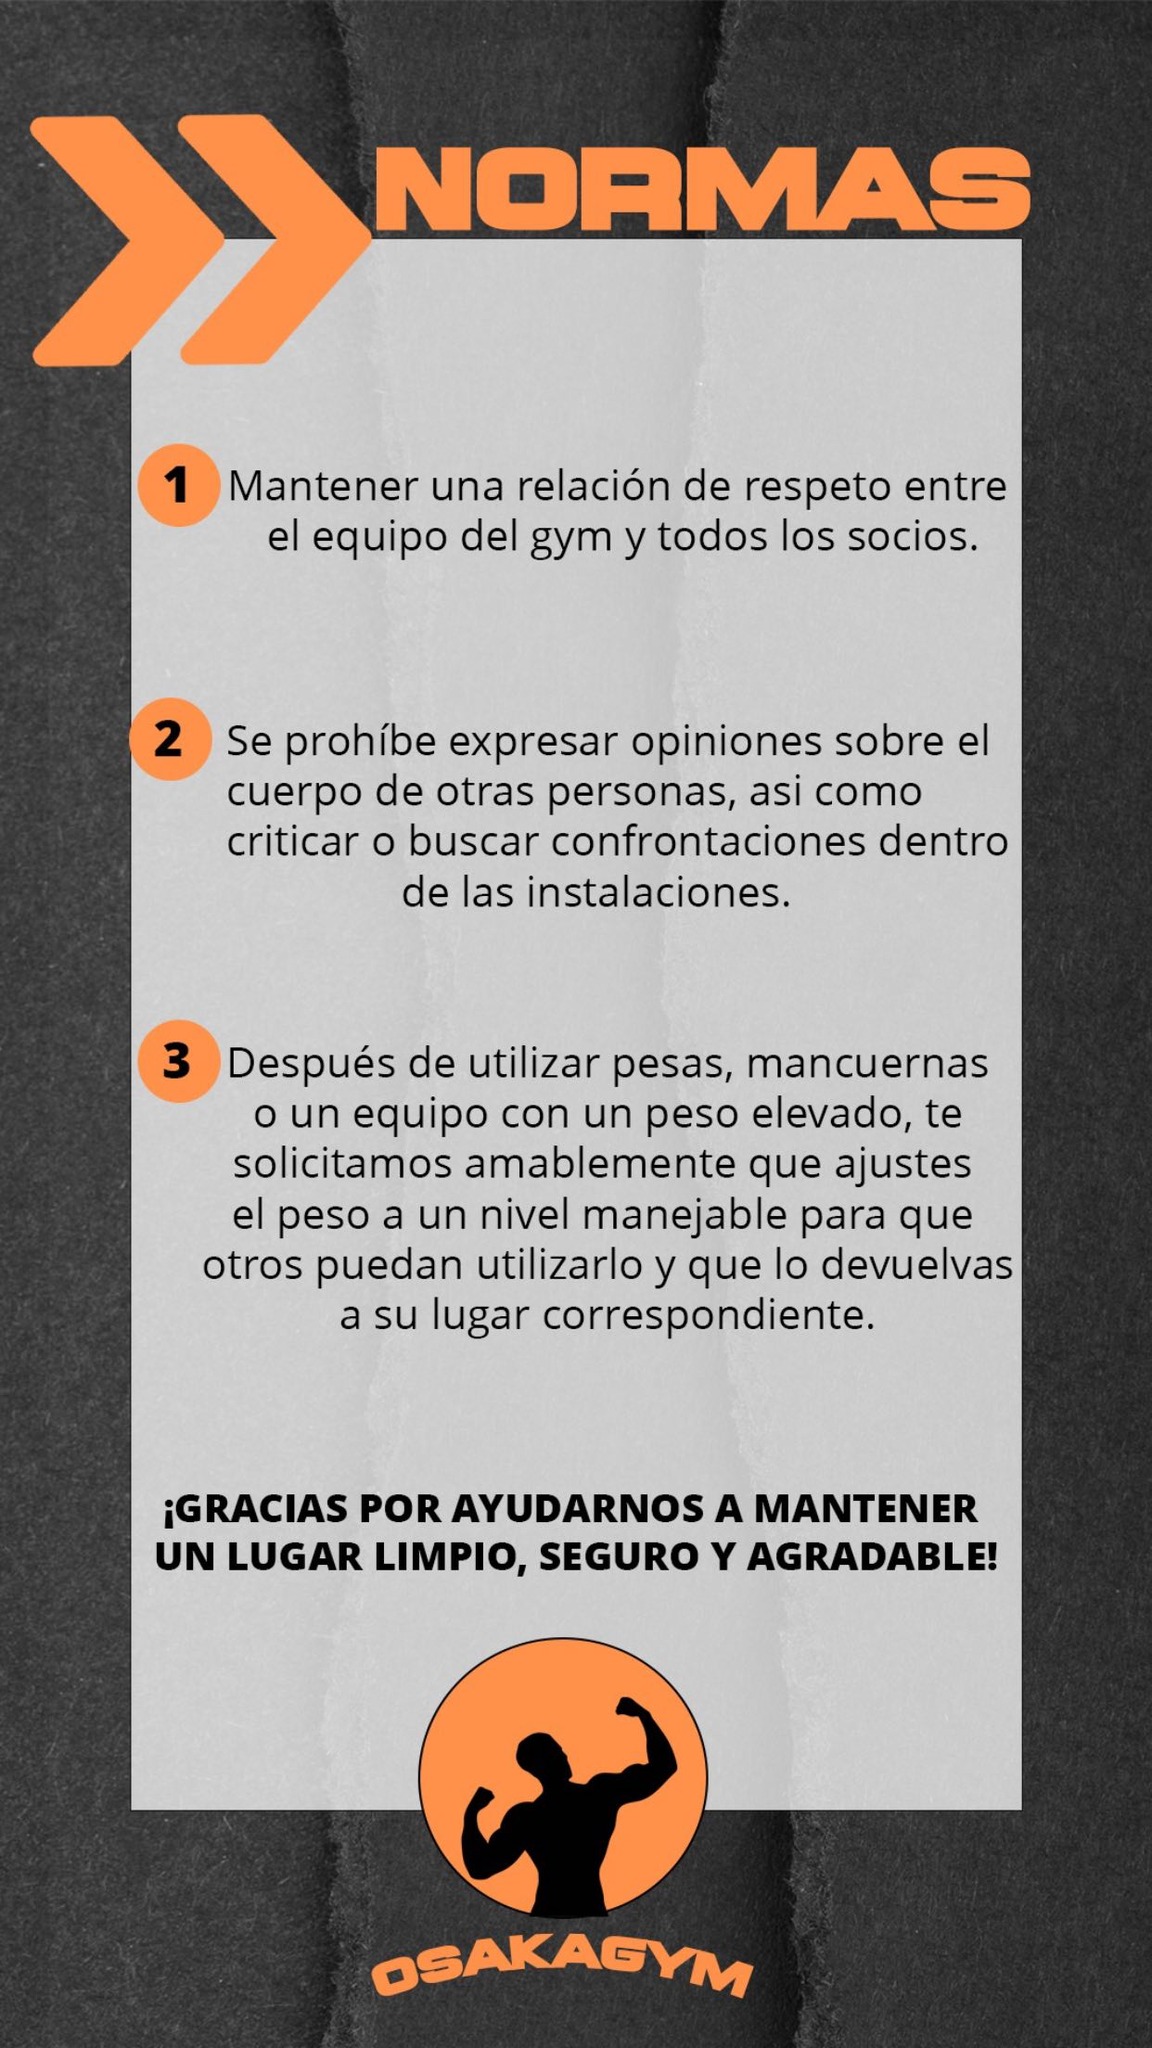 NORMAS
1 Mantener una relación de respeto entre
el equipo del gym y todos los socios.
2 Se prohíbe expresar opiniones sobre el
cuerpo de otras personas, asi como
criticar o buscar confrontaciones dentro
de las instalaciones.
3 Después de utilizar pesas, mancuernas
o un equipo con un peso elevado, te
solicitamos amablemente que ajustes
el peso a un nivel manejable para que
otros puedan utilizarlo y que lo devuelvas
a su lugar correspondiente.
¡GRACIAS POR AYUDARNOS A MANTENER
UN LUGAR LIMPIO, SEGURO Y AGRADABLE!
OSAKAGYM